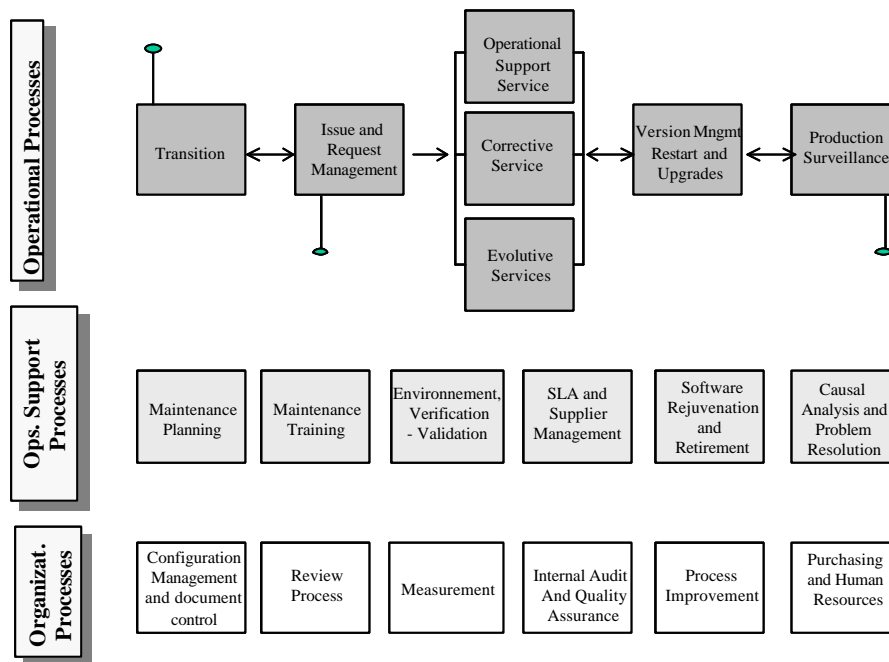 Operational Processes
Transition
Issue and
Request
Management
Operational
Support
Service
Corrective
Service
Evolutive
Services
Version Mngmt
Restart and
Upgrades
Production
Surveillance
Ops. Support
Processes
Maintenance
Planning
Maintenance
Training
Environnement,
Verification
- Validation
SLA and
Supplier
Management
Software
Rejuvenation
and
Retirement
Causal
Analysis and
Problem
Resolution
Organizat.
Processes
Configuration
Management
and document
control
Review
Process
Measurement
Internal Audit
And Quality
Assurance
Process
Improvement
Purchasing
and Human
Resources